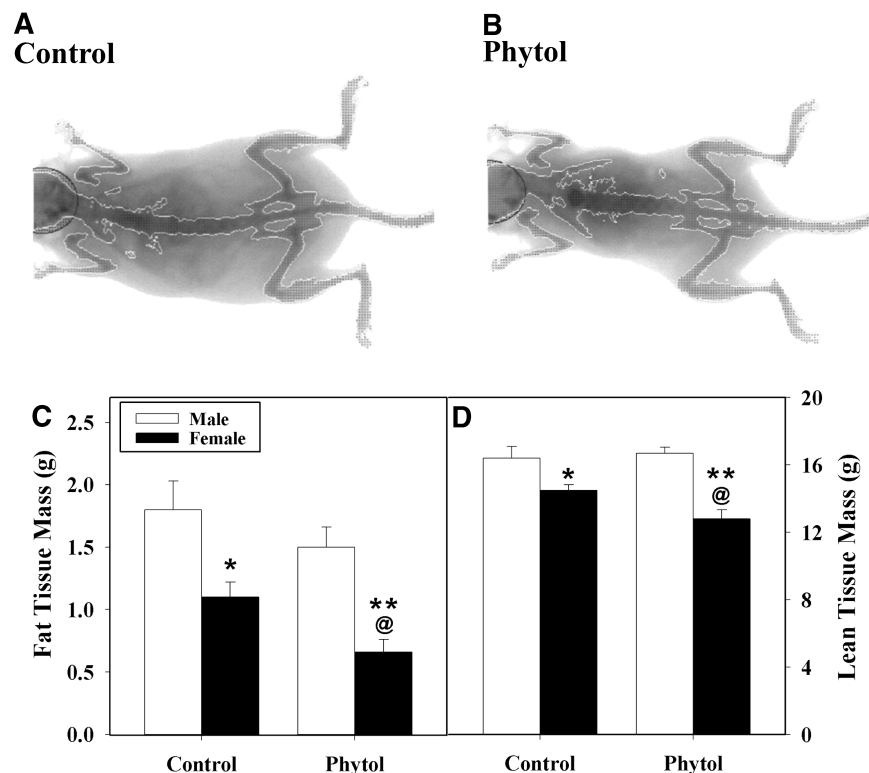 A
Control
B
Phytol
C
Male
Female
Fat Tissue Mass (g)
2.5
2.0
1.5
1.0
0.5
0.0
*
**
@
Control
Phytol
D
*
**
@
Control
Phytol
20
16
12
8
4
0
Lean Tissue Mass (g)